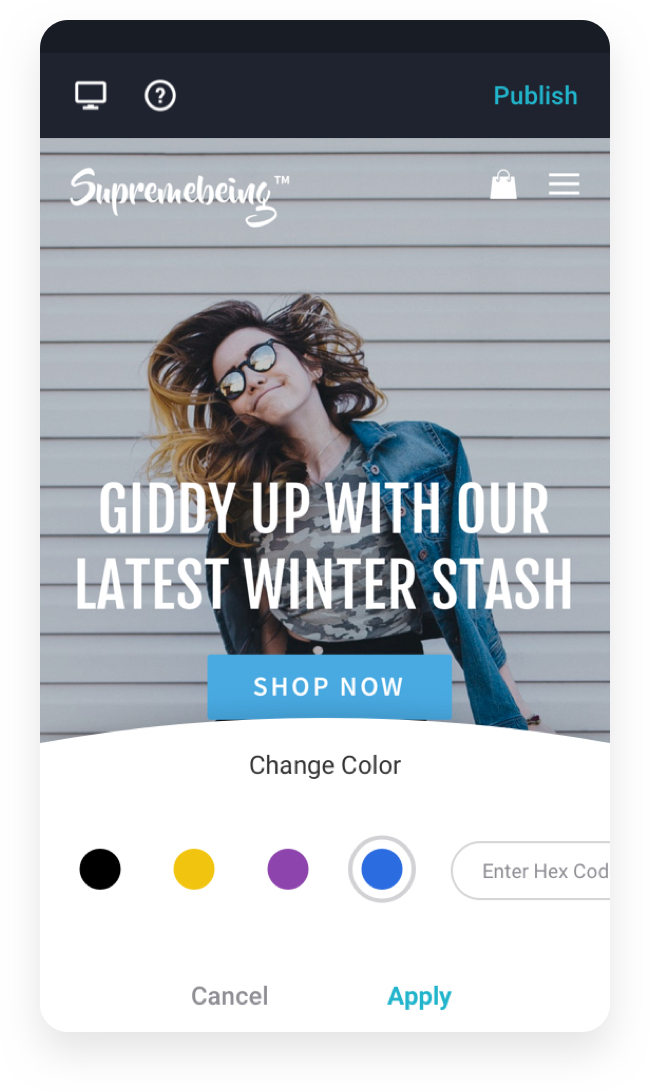 Publish
Supremebeing™
GIDDY UP WITH OUR
LATEST WINTER STASH
SHOP NOW
Change Color
Enter Hex Cod
Cancel
Apply